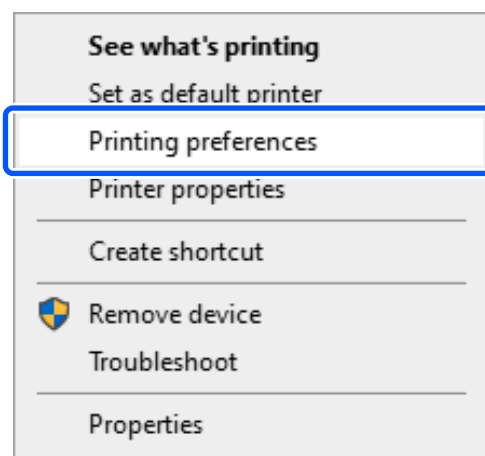 See what's printing
Set as default printer
Printing preferences
Printer properties
Create shortcut
Remove device
Troubleshoot
Properties